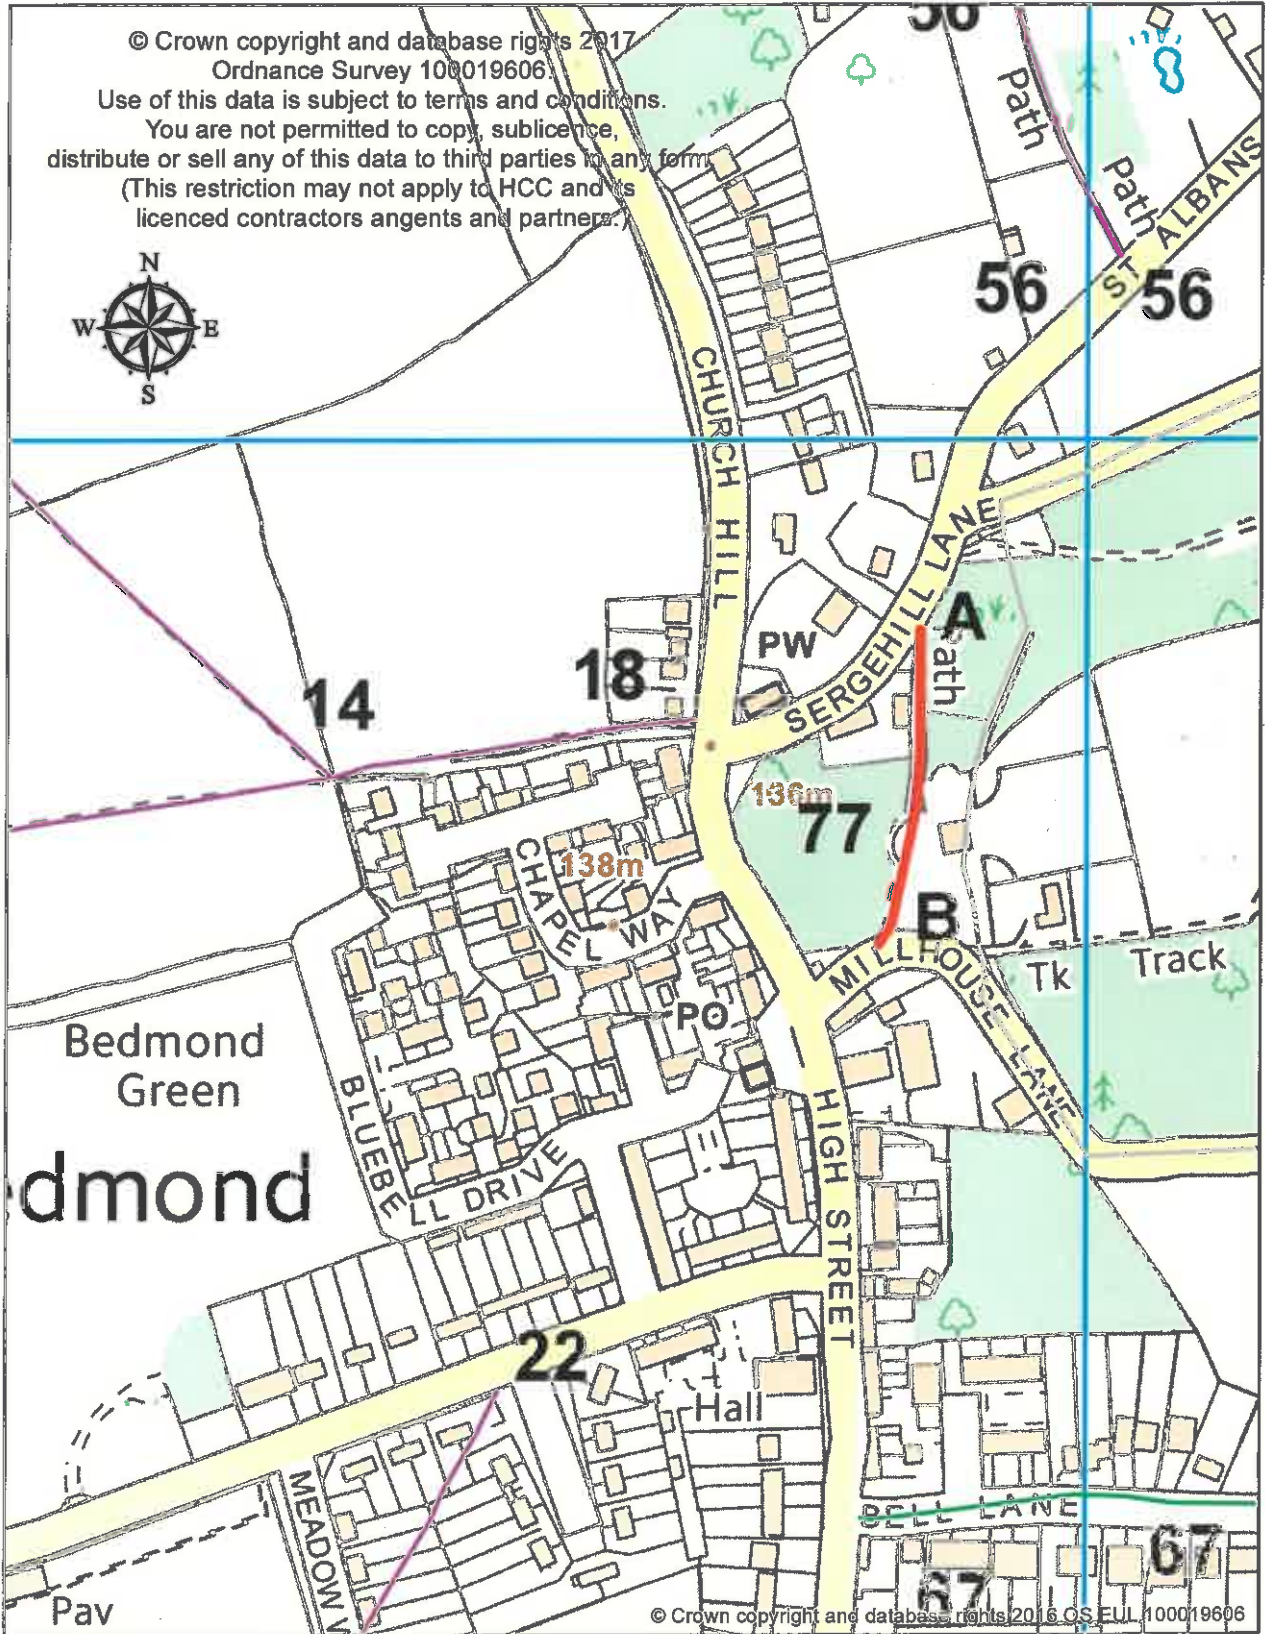 © Crown copyright and database rights 2017
Ordnance Survey 100019606.
Use of this data is subject to terms and conditions.
You are not permitted to copy, sublicence,
distribute or sell any of this data to third parties in any form
(This restriction may not apply to HCC and its
licenced contractors angents and partners.)
56
Path
Path
ST ALBANS
56
56
N
W
E
S
CHURCH HILL
SERGEHILL LANE
A
Path
PW
18
14
136m
77
138m
CHAPEL WAY
B
MILLHOUSE LANE
Tk
Track
PO
Bedmond
Green
BLUEBELL DRIVE
dmond
HIGH STREET
22
Hall
MEADOW W
BELL LANE
67
67
Pav
© Crown copyright and database rights 2016 OS EUL 100019606